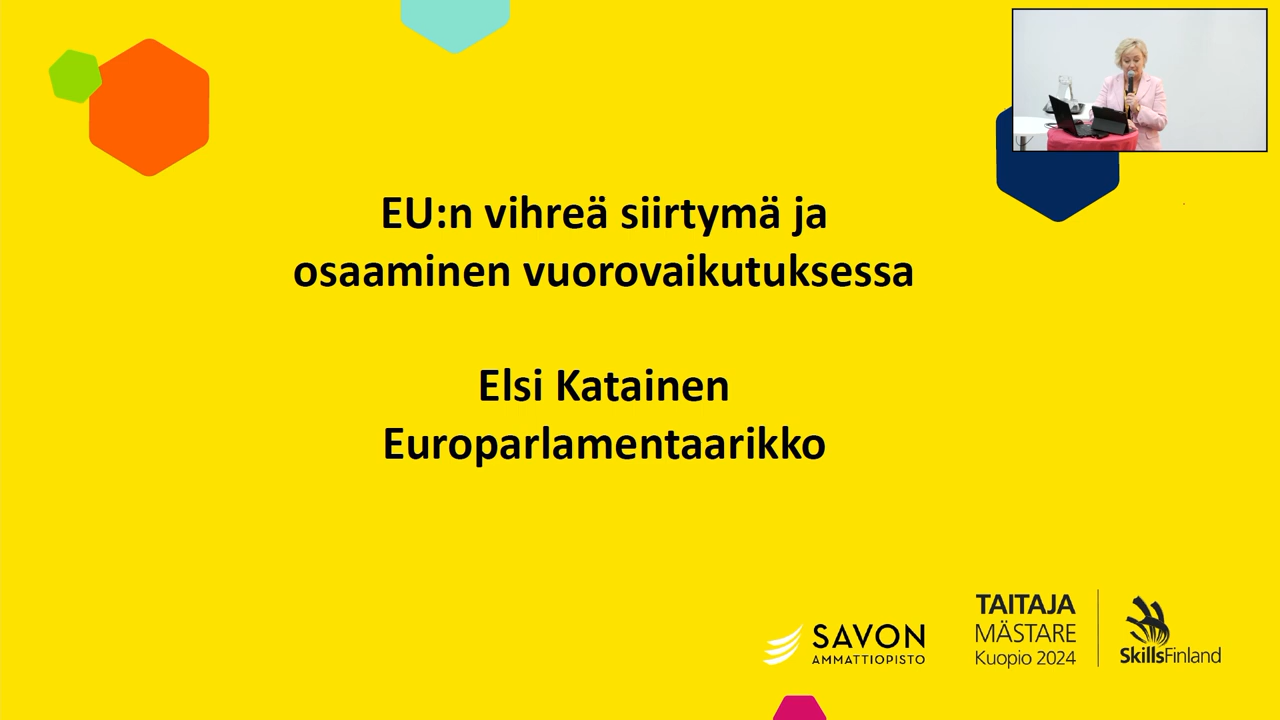 EU:n vihreä siirtymä ja
osaaminen vuorovaikutuksessa
Elsi Katainen
Europarlamentaarikko
SAVON
AMMATTIOPISTO
TAITAJA
MÄSTARE
Kuopio 2024
SkillsFinland